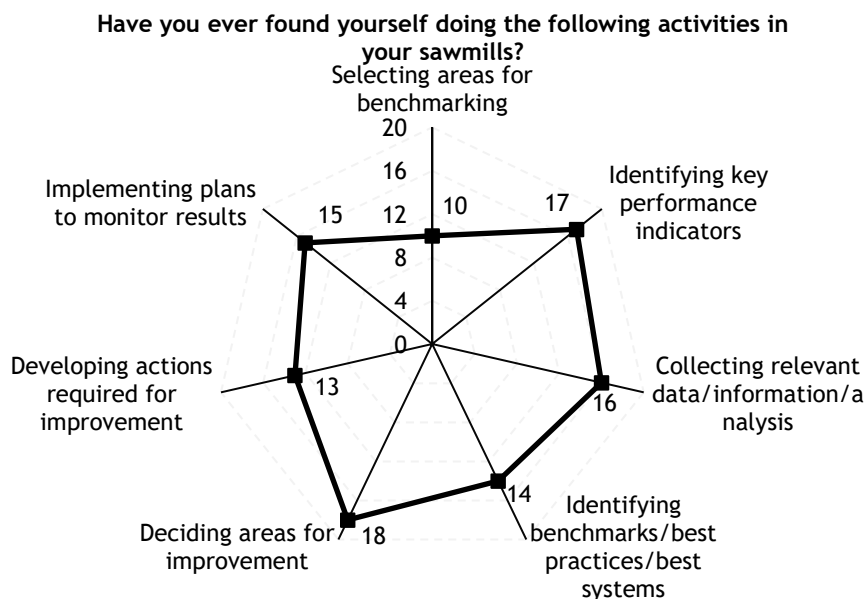 Have you ever found yourself doing the following activities in
your sawmills?
Selecting areas for
benchmarking
20
16
12
8
4
0
10
17
Identifying key
performance
indicators
16
Collecting relevant
data/information/a
nalysis
14
Identifying
benchmarks/best
practices/best
systems
18
Deciding areas for
improvement
13
Developing actions
required for
improvement
15
Implementing plans
to monitor results